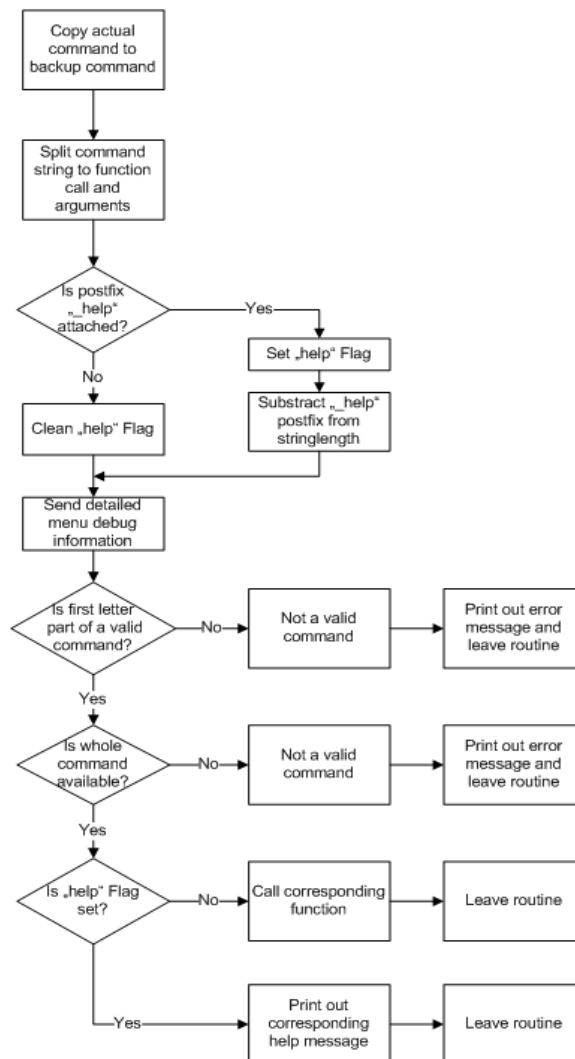 Copy actual
command to
backup command
Split command
string to function
call and
arguments
Is postfix
„_help“
attached?
Yes
Set „help“ Flag
No
Substract „_help“
postfix from
stringlength
Clean „help“ Flag
Send detailed
menu debug
information
Is first letter
part of a valid
command?
No
Not a valid
command
Print out error
message and
leave routine
Yes
Is whole
command
available?
No
Not a valid
command
Print out error
message and
leave routine
Yes
Is „help“ Flag
set?
No
Call corresponding
function
Leave routine
Yes
Print out
corresponding
help message
Leave routine